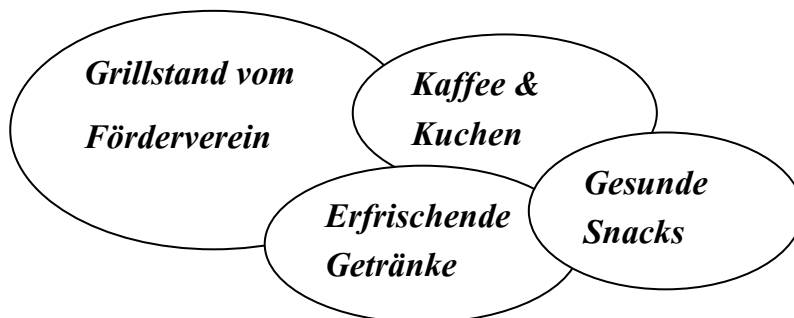 Grillstand vom
Förderverein
Kaffee &
Kuchen
Erfrischende
Getränke
Gesunde
Snacks